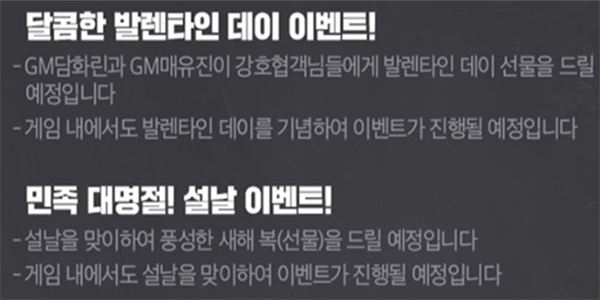 달콤한 발렌타인 데이 이벤트!
- GM담화린과 GM매유진이 강호협객님들에게 발렌타인 데이 선물을 드릴
예정입니다
- 게임 내에서도 발렌타인 데이를 기념하여 이벤트가 진행될 예정입니다
민족 대명절! 설날 이벤트!
- 설날을 맞이하여 풍성한 새해 복(선물)을 드릴 예정입니다
- 게임 내에서도 설날을 맞이하여 이벤트가 진행될 예정입니다